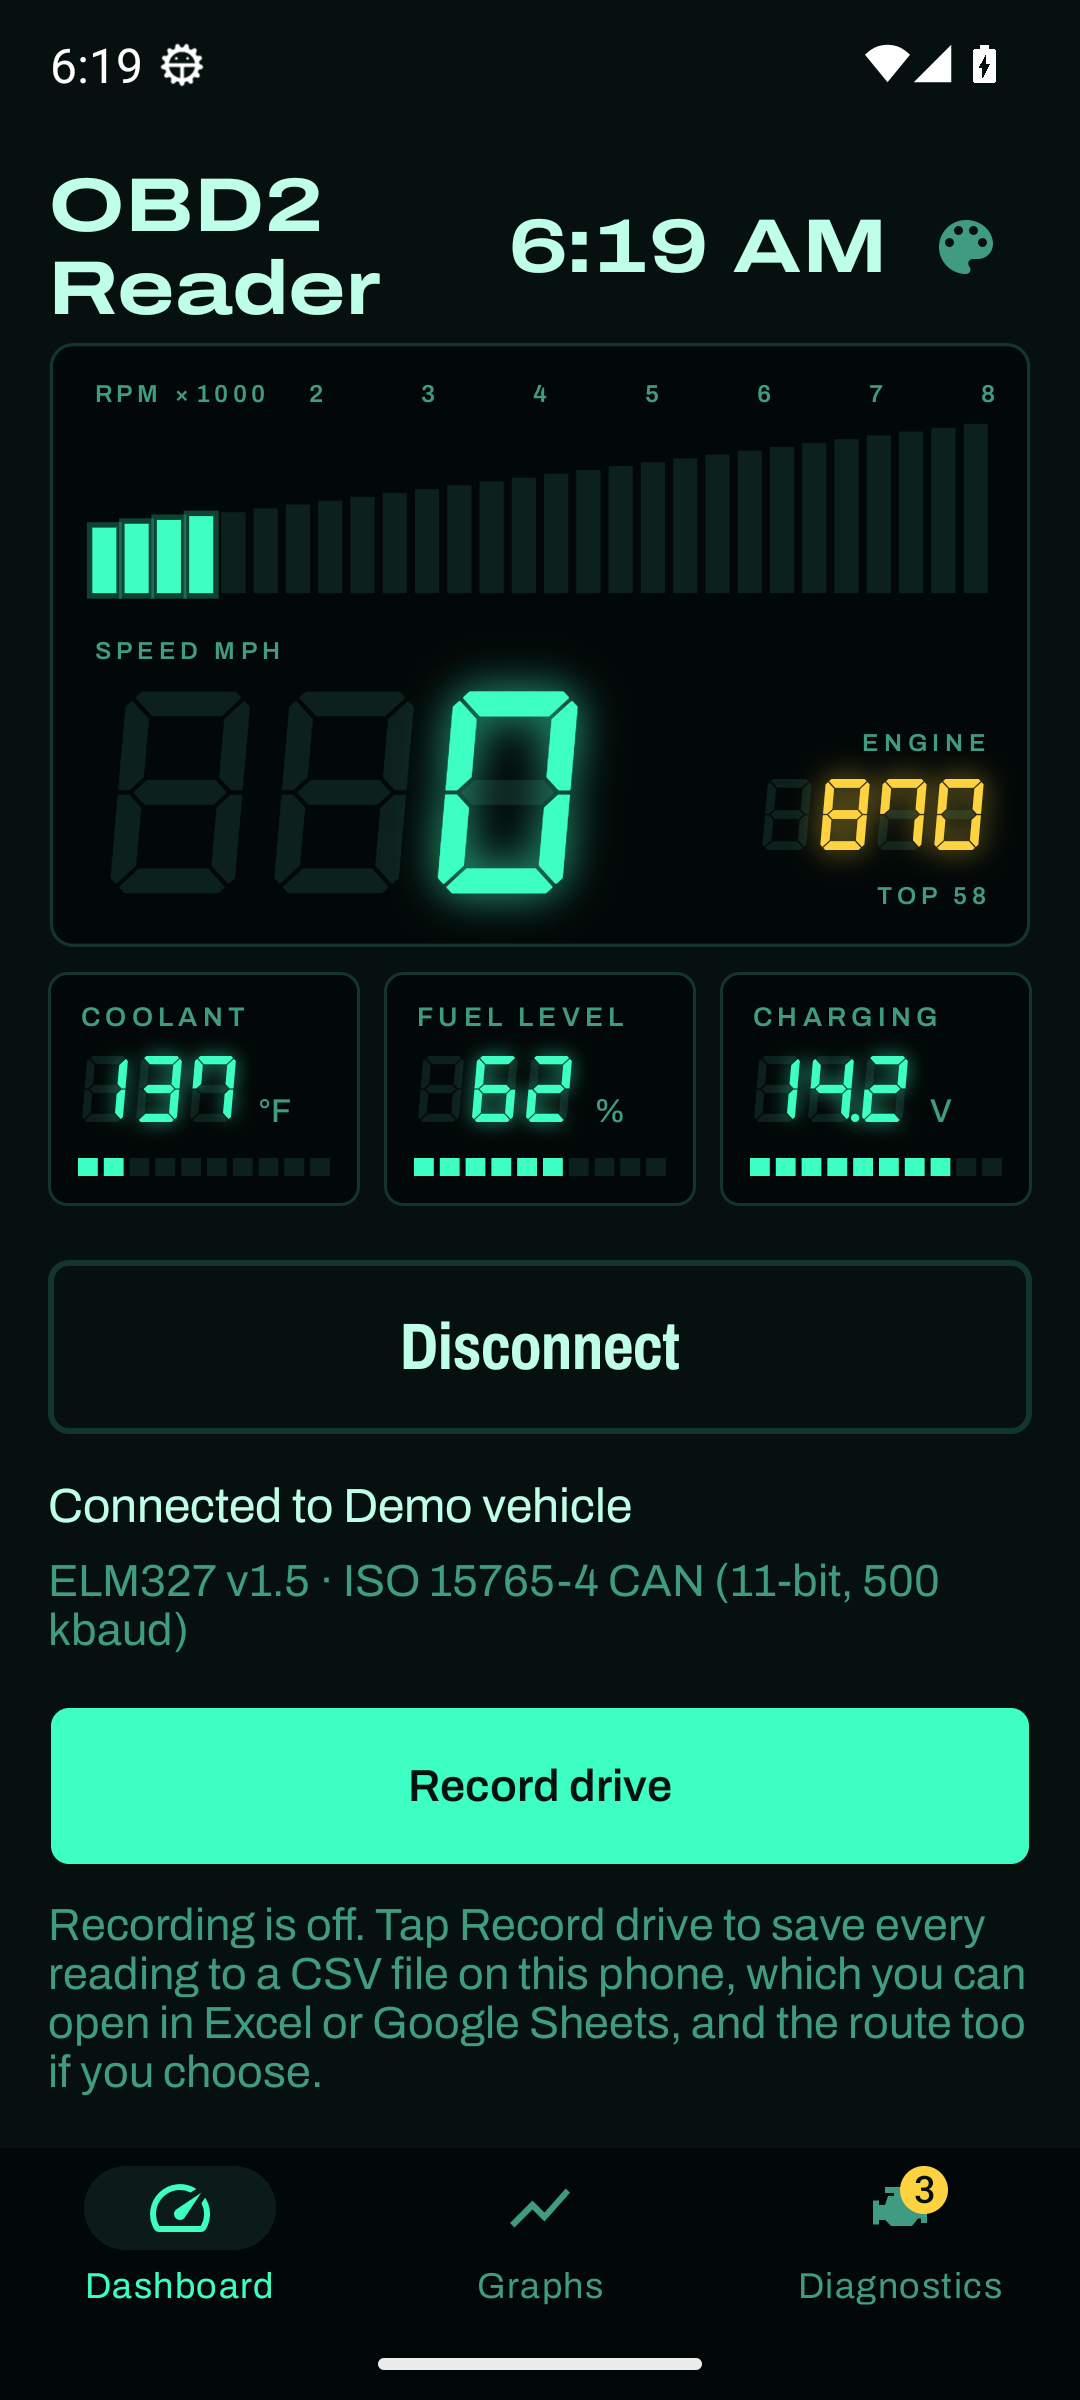 6:19
OBD2
Reader
6:19 AM
RPM ×1000 2 3 4 5 6 7 8
SPEED MPH
0
ENGINE
870
TOP 58
COOLANT
137 °F
FUEL LEVEL
62 %
CHARGING
14.2 V
Disconnect
Connected to Demo vehicle
ELM327 v1.5 · ISO 15765-4 CAN (11-bit, 500
kbaud)
Record drive
Recording is off. Tap Record drive to save every
reading to a CSV file on this phone, which you can
open in Excel or Google Sheets, and the route too
if you choose.
3
Dashboard
Graphs
Diagnostics